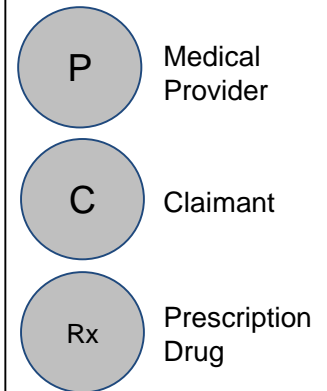 P
Medical
Provider
C
Claimant
Rx
Prescription
Drug